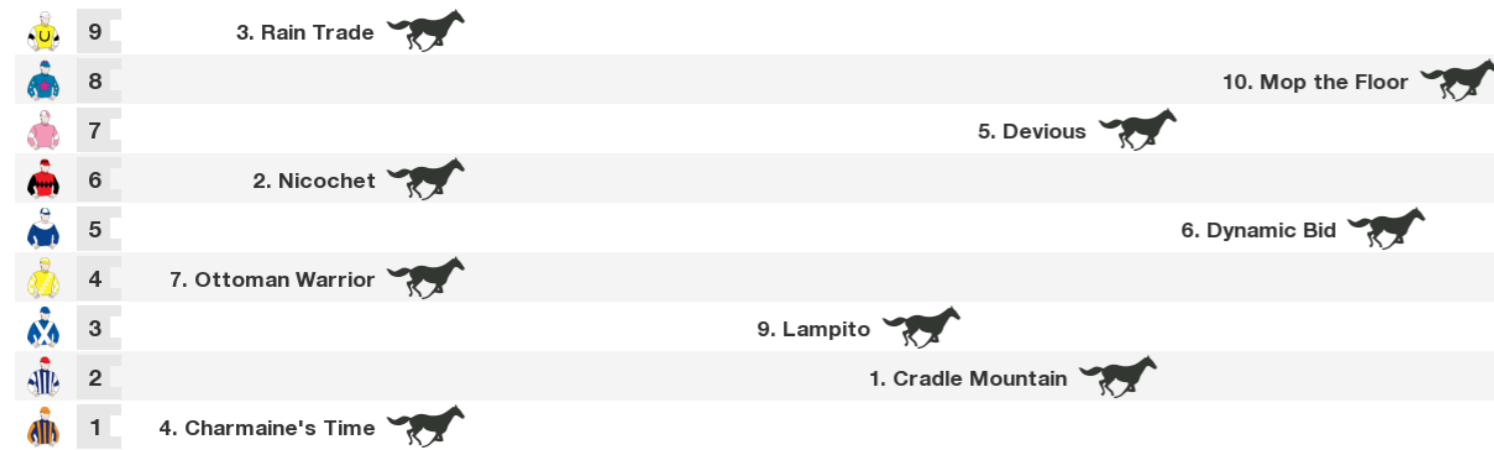 9 3. Rain Trade
8 10. Mop the Floor
7 5. Devious
6 2. Nicochet
5 6. Dynamic Bid
4 7. Ottoman Warrior
3 9. Lampito
2 1. Cradle Mountain
1 4. Charmaine's Time